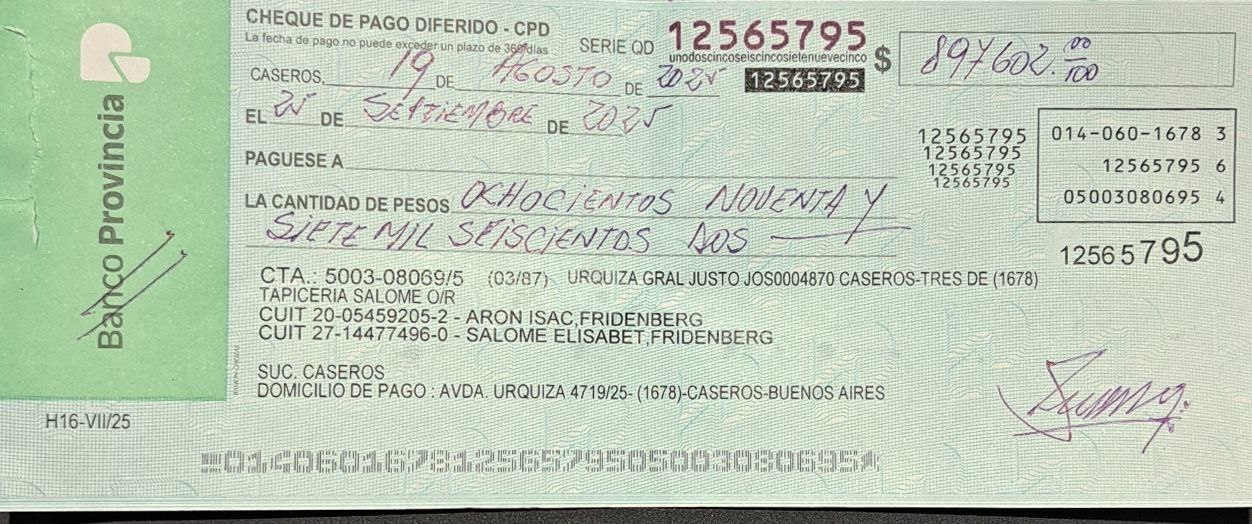 Banco Provincia
H16-VII/25
CHEQUE DE PAGO DIFERIDO - CPD
La fecha de pago no puede exceder un plazo de 360 días
SERIE QD 12565795
unodoscincoseiscincosietenuevecinco
12565795
$ 897602.00/100
CASEROS, 19 DE AGOSTO DE 2025
EL 25 DE SEPTIEMBRE DE 2025
PAGUESE A
LA CANTIDAD DE PESOS OCHOCIENTOS NOVENTA Y
SIETE MIL SEISCIENTOS DOS
12565795
12565795
12565795
12565795
014-060-1678 3
12565795 6
05003080695 4
12565795
CTA.: 5003-08069/5 (03/87) URQUIZA GRAL JUSTO JOS0004870 CASEROS-TRES DE (1678)
TAPICERIA SALOME O/R
CUIT 20-05459205-2 - ARON ISAC,FRIDENBERG
CUIT 27-14477496-0 - SALOME ELISABET,FRIDENBERG
SUC. CASEROS
DOMICILIO DE PAGO : AVDA. URQUIZA 4719/25- (1678)-CASEROS-BUENOS AIRES
014060167812565795050030806954